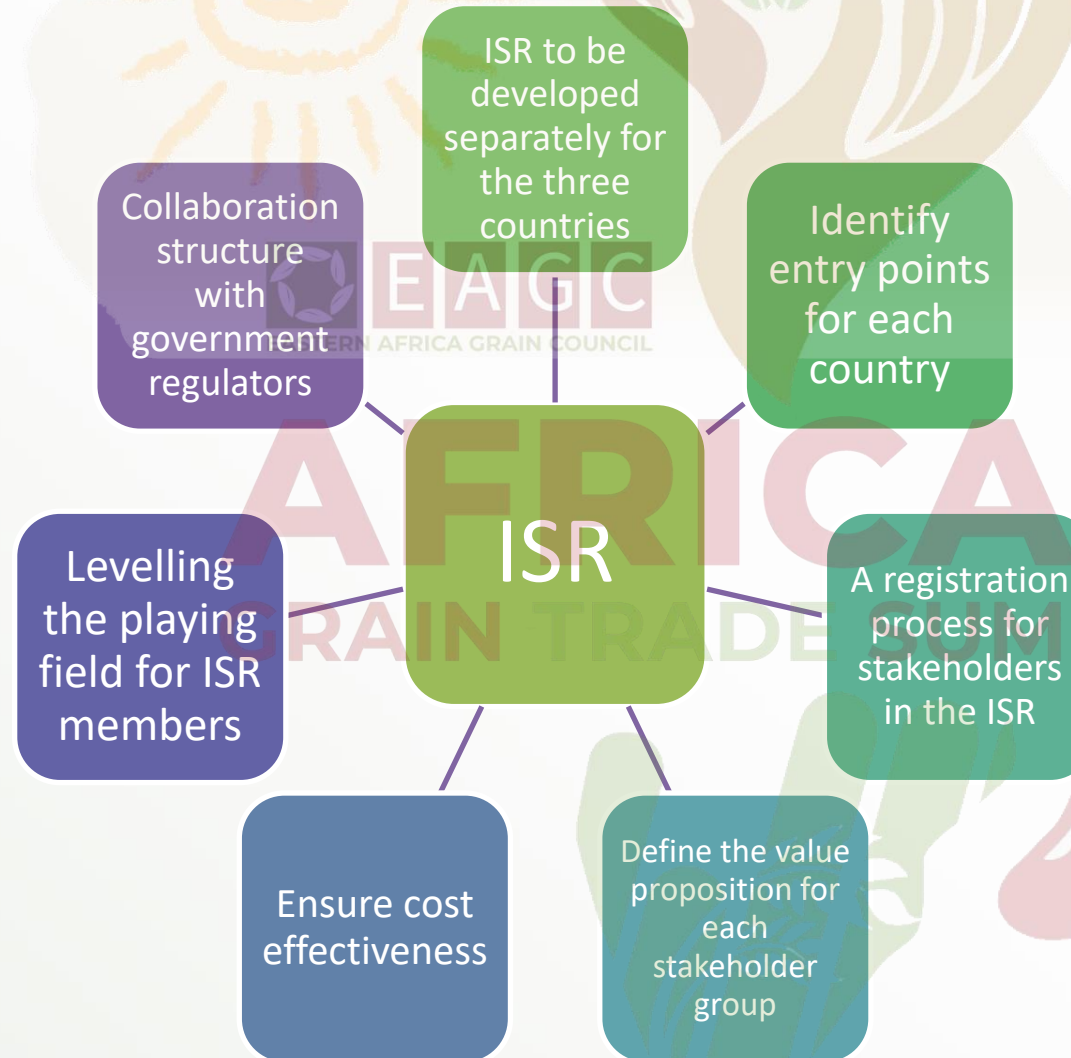 ISR to be
developed
separately for
the three
countries
Identify
entry points
for each
country
A registration
process for
stakeholders
in the ISR
Define the value
proposition for
each
stakeholder
group
Ensure cost
effectiveness
Levelling
the playing
field for ISR
members
Collaboration
structure
with
government
regulators
ISR
EAGC
EASTERN AFRICA GRAIN COUNCIL
AFRICA
GRAIN TRADE SUM